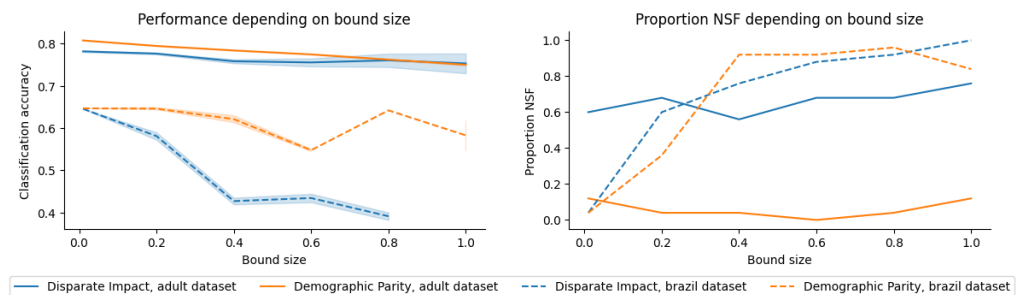 Performance depending on bound size
Classification accuracy
0.8
0.7
0.6
0.5
0.4
0.0 0.2 0.4 0.6 0.8 1.0
Bound size
Proportion NSF depending on bound size
Proportion NSF
1.0
0.8
0.6
0.4
0.2
0.0
0.0 0.2 0.4 0.6 0.8 1.0
Bound size
Disparate Impact, adult dataset Demographic Parity, adult dataset Disparate Impact, brazil dataset Demographic Parity, brazil dataset